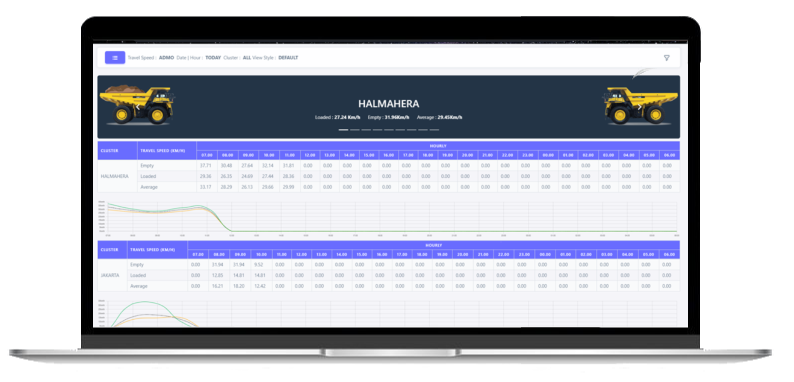 Travel Speed : ADMO Date | Hour : TODAY Cluster : ALL View Style : DEFAULT
HALMAHERA
Loaded : 27.24 Km/h Empty : 31.96Km/h Average : 29.45Km/h
CLUSTER TRAVEL SPEED (KM/H) HOURLY
07.00 08.00 09.00 10.00 11.00 12.00 13.00 14.00 15.00 16.00 17.00 18.00 19.00 20.00 21.00 22.00 23.00 00.00 01.00 02.00 03.00 04.00 05.00 06.00
Empty 37.71 30.48 27.64 32.14 31.81 0.00 0.00 0.00 0.00 0.00 0.00 0.00 0.00 0.00 0.00 0.00 0.00 0.00 0.00 0.00 0.00 0.00 0.00 0.00
HALMAHERA Loaded 29.36 26.35 24.69 27.44 28.36 0.00 0.00 0.00 0.00 0.00 0.00 0.00 0.00 0.00 0.00 0.00 0.00 0.00 0.00 0.00 0.00 0.00 0.00 0.00
Average 28.29 26.13 29.66 29.99 0.00 0.00 0.00 0.00 0.00 0.00 0.00 0.00 0.00 0.00 0.00 0.00 0.00 0.00 0.00 0.00 0.00 0.00 0.00
CLUSTER TRAVEL SPEED (KM/H) HOURLY
07.00 08.00 09.00 10.00 11.00 12.00 13.00 14.00 15.00 16.00 17.00 18.00 19.00 20.00 21.00 22.00 23.00 00.00 01.00 02.00 03.00 04.00 05.00 06.00
Empty 0.00 31.94 31.94 9.52 0.00 0.00 0.00 0.00 0.00 0.00 0.00 0.00 0.00 0.00 0.00 0.00 0.00 0.00 0.00 0.00 0.00 0.00 0.00 0.00
JAKARTA Loaded 0.00 12.85 14.81 14.81 0.00 0.00 0.00 0.00 0.00 0.00 0.00 0.00 0.00 0.00 0.00 0.00 0.00 0.00 0.00 0.00 0.00 0.00 0.00 0.00
Average 0.00 16.21 18.20 12.42 0.00 0.00 0.00 0.00 0.00 0.00 0.00 0.00 0.00 0.00 0.00 0.00 0.00 0.00 0.00 0.00 0.00 0.00 0.00 0.00